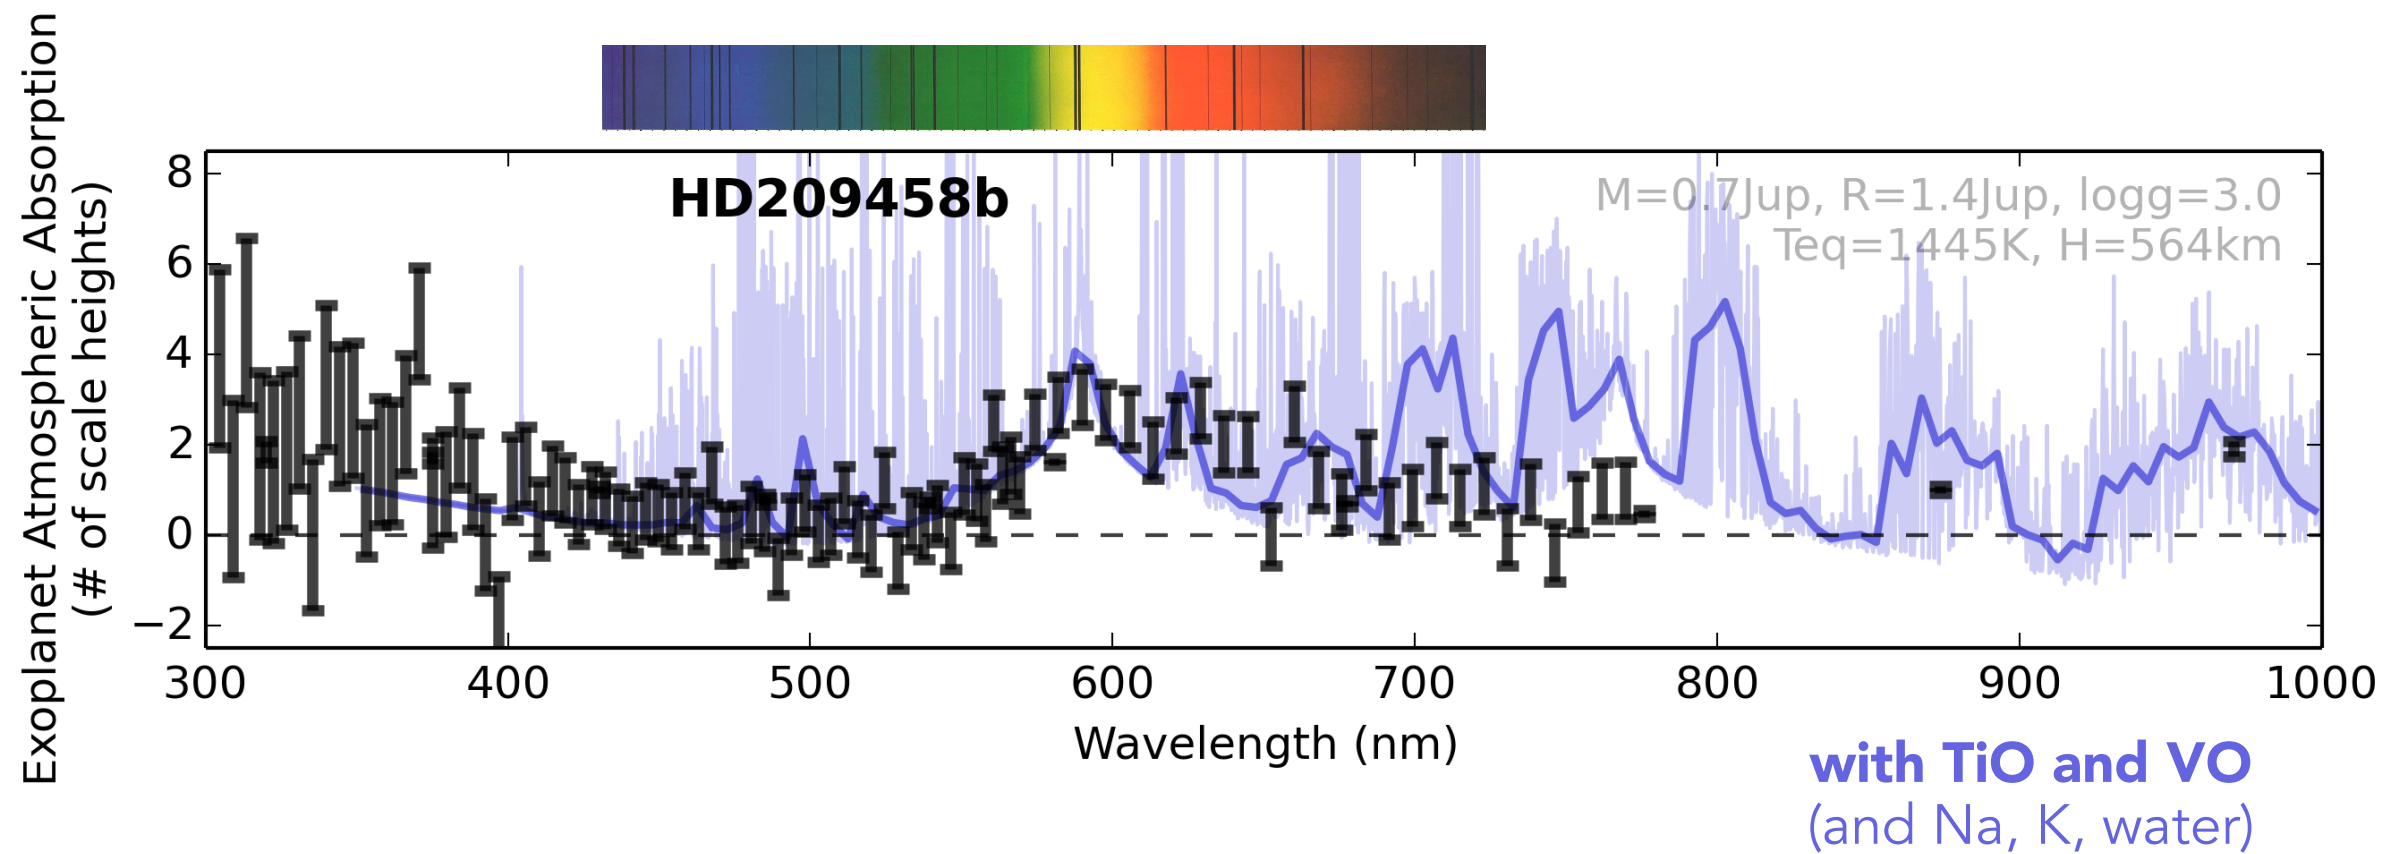 Exoplanet Atmospheric Absorption
(# of scale heights)
8
6
4
2
0
−2
HD209458b
M=0.7Jup, R=1.4Jup, logg=3.0
Teq=1445K, H=564km
300 400 500 600 700 800 900 1000
Wavelength (nm)
with TiO and VO
(and Na, K, water)